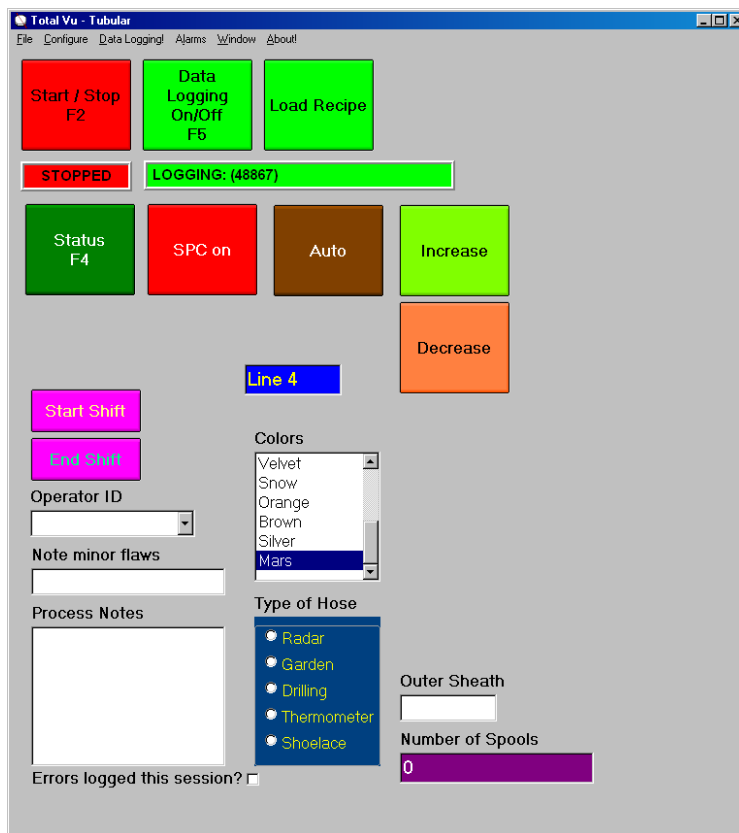 Total Vu - Tubular
File Configure Data Logging! Alarms Window About!
Start / Stop
F2
Data
Logging
On/Off
F5
Load Recipe
STOPPED
LOGGING: (48867)
Status
F4
SPC on
Auto
Increase
Decrease
Line 4
Start Shift
End Shift
Operator ID
Note minor flaws
Process Notes
Errors logged this session?
Colors
Velvet
Snow
Orange
Brown
Silver
Mars
Type of Hose
Radar
Garden
Drilling
Thermometer
Shoelace
Outer Sheath
Number of Spools
0